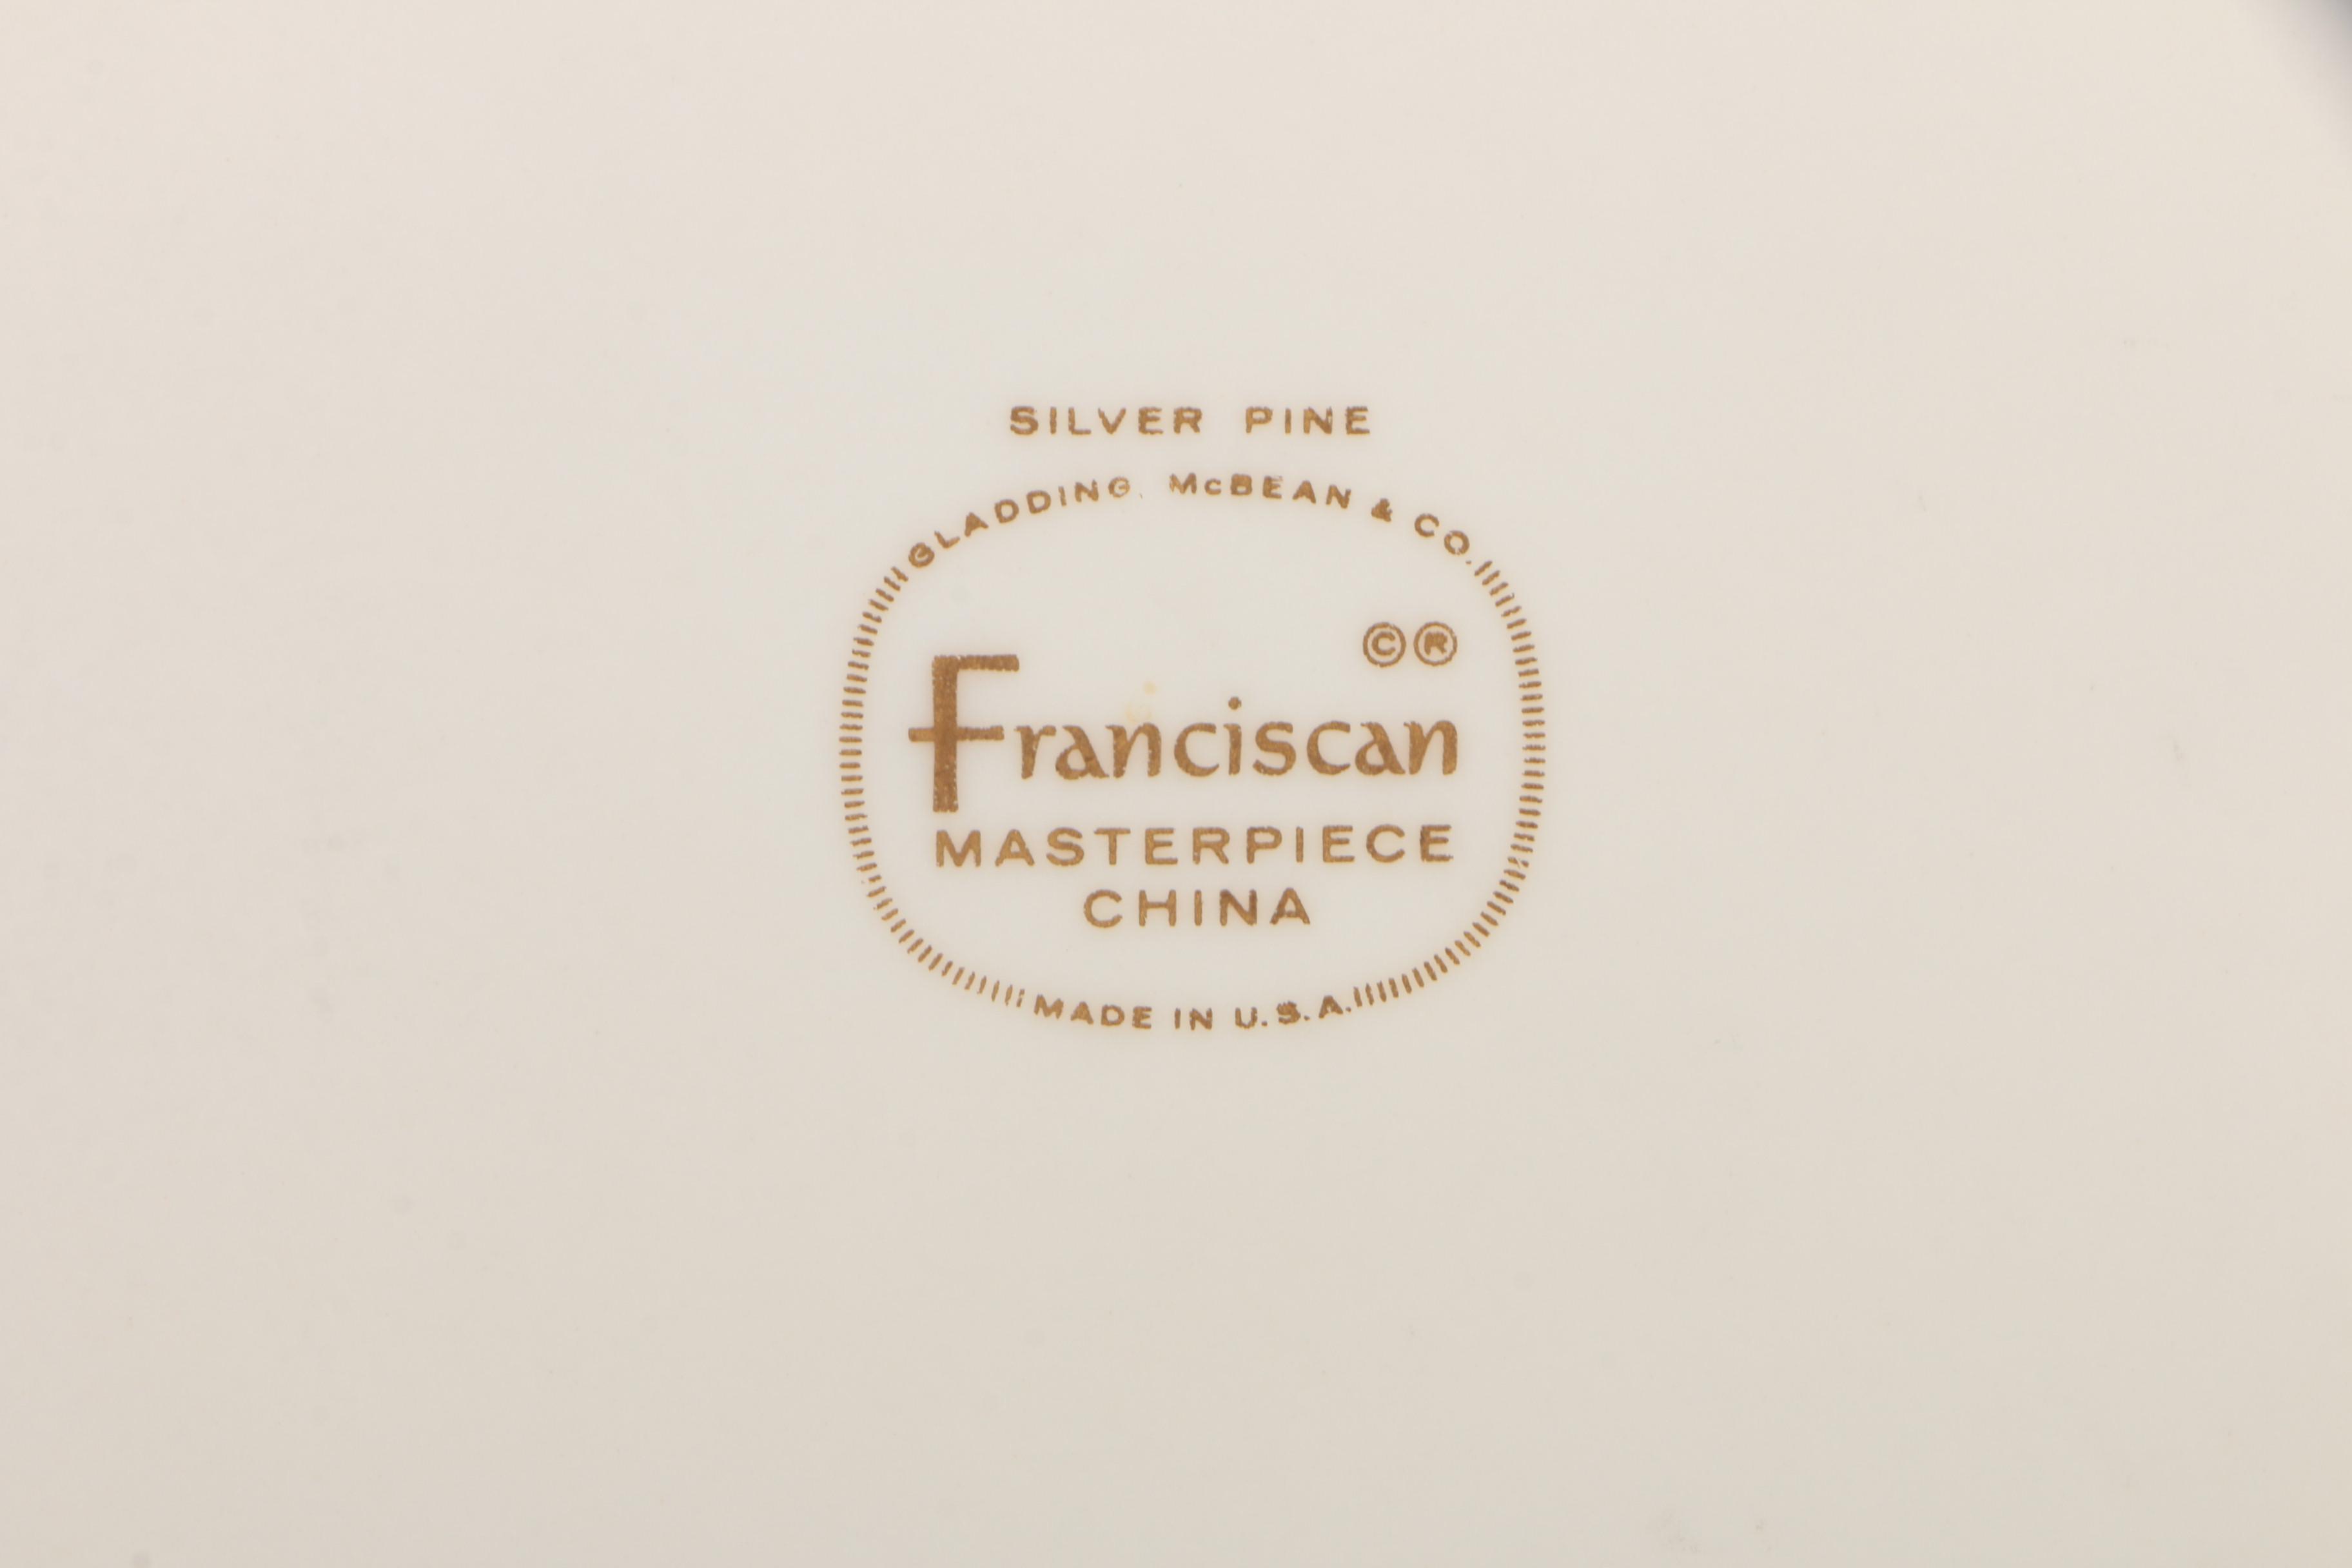 SILVER PINE
GLADDING, McBEAN & CO.
©®
Franciscan
MASTERPIECE
CHINA
MADE IN U.S.A.